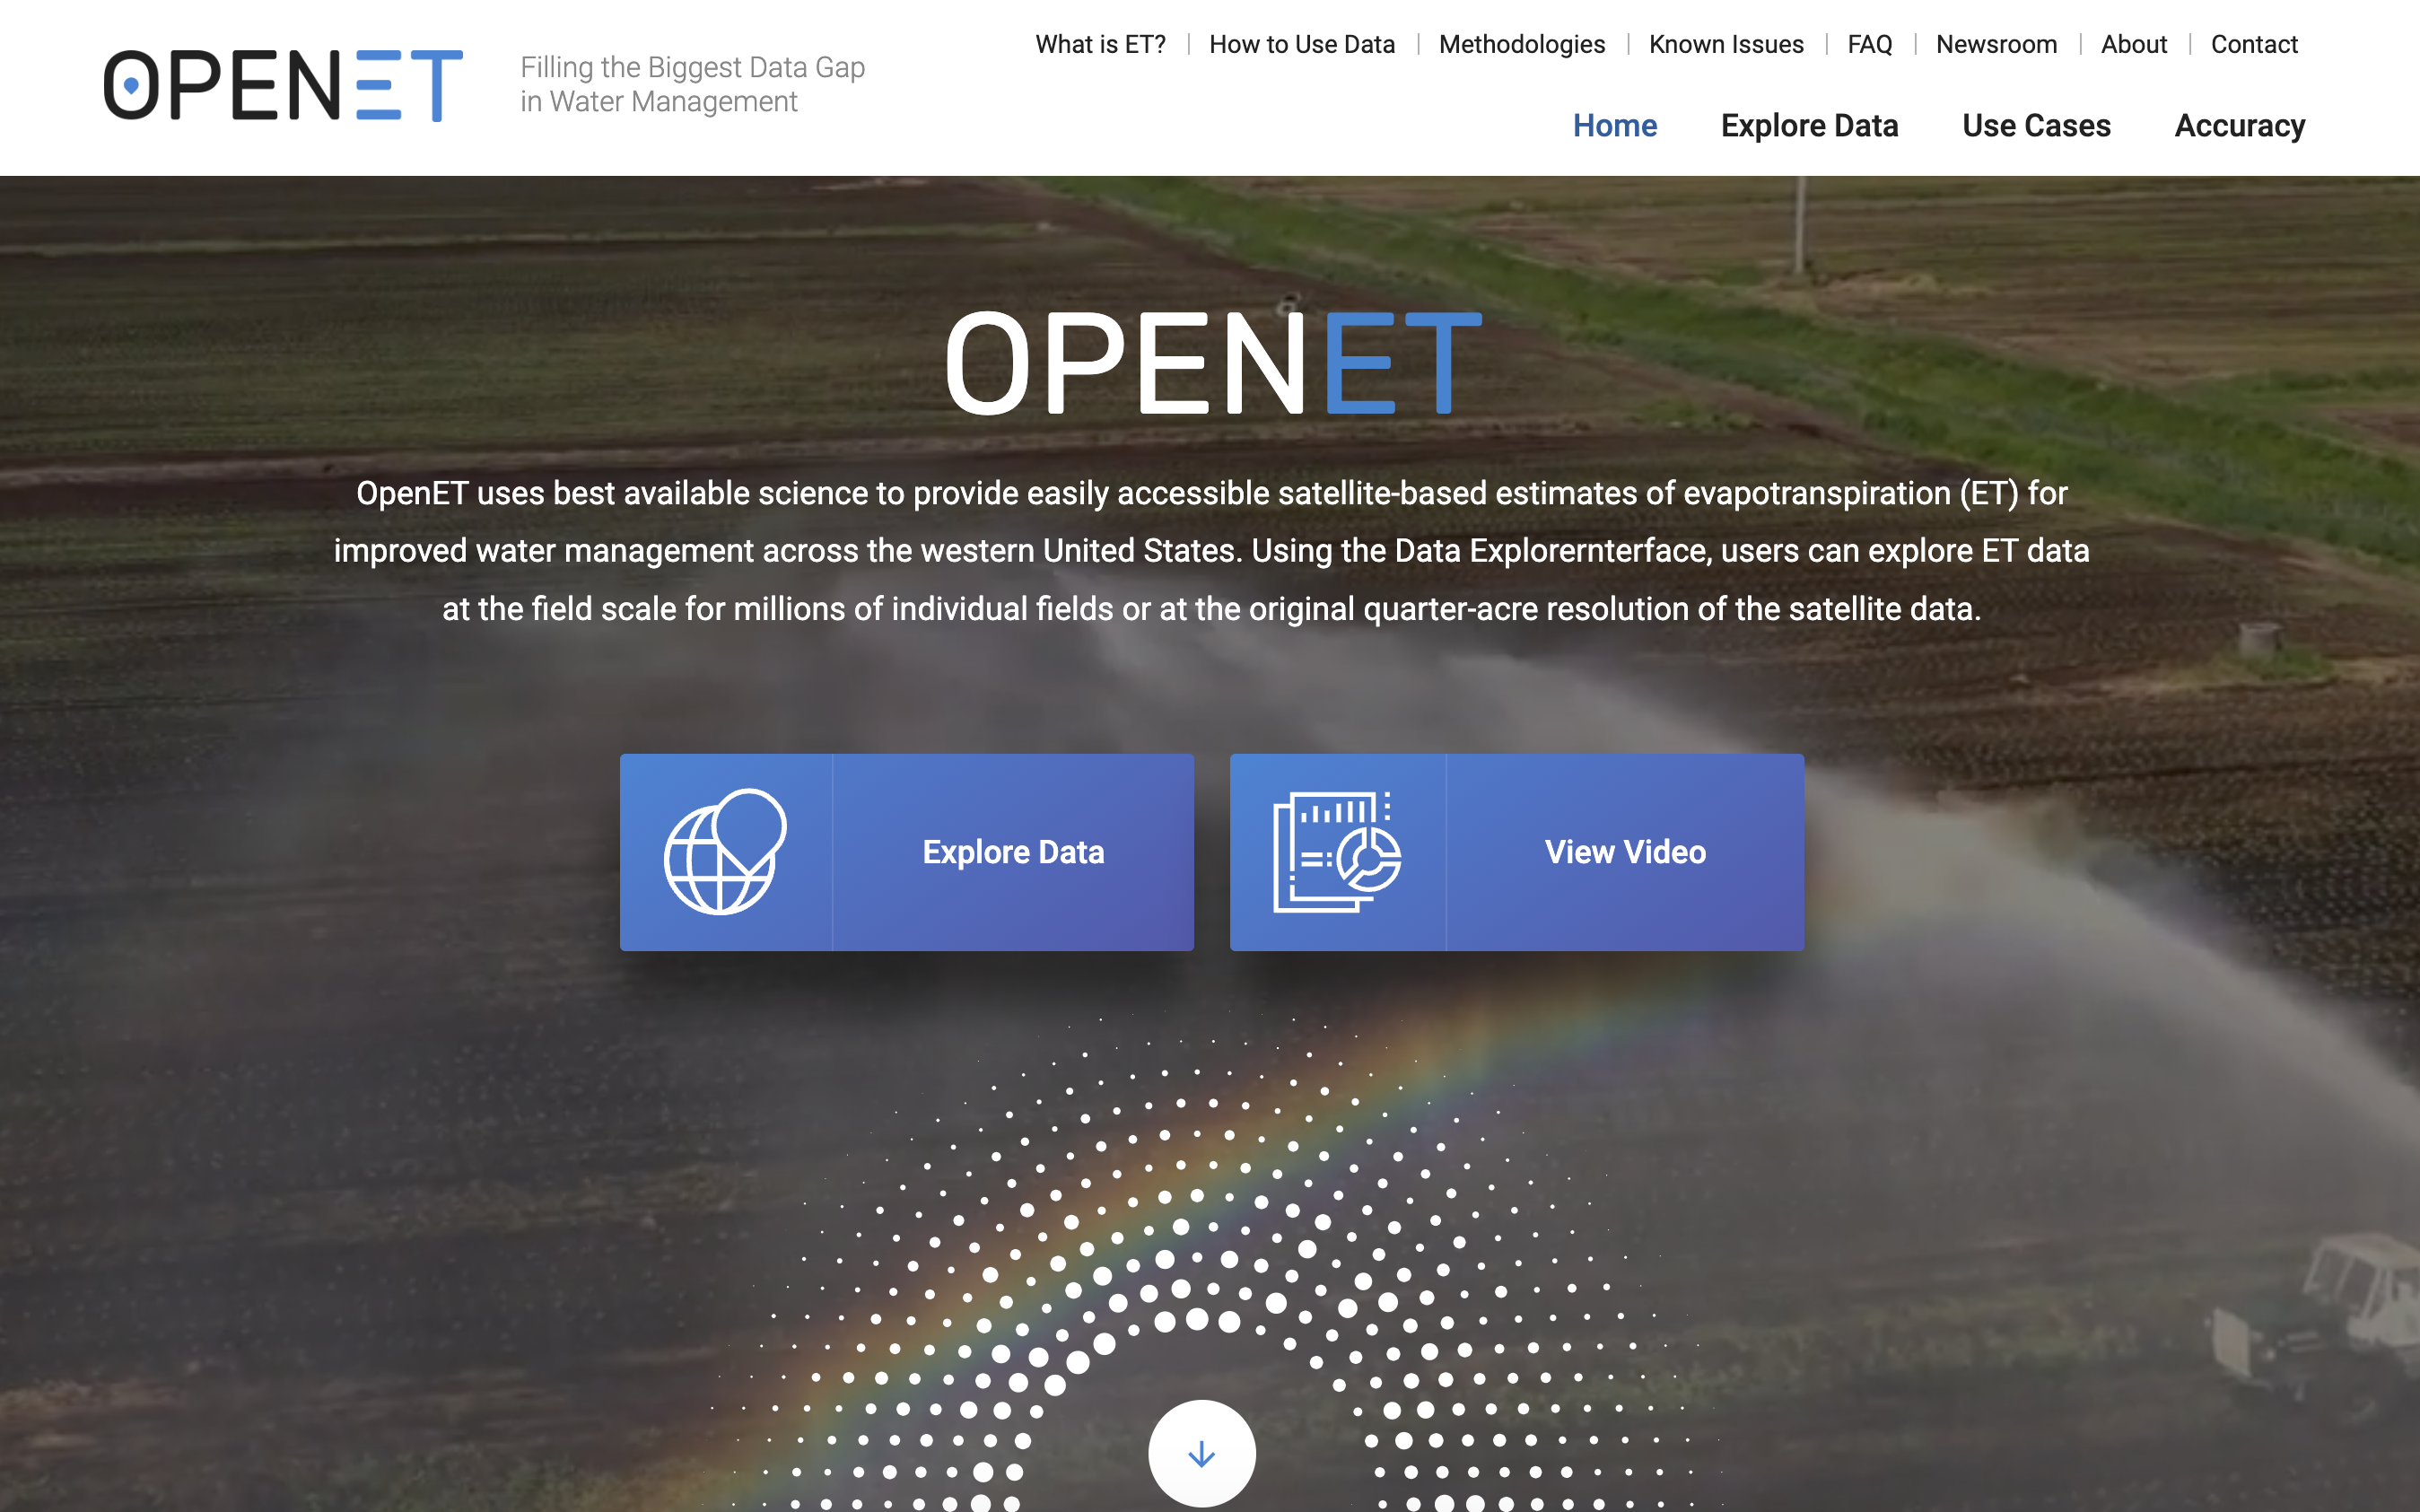 OPENET
Filling the Biggest Data Gap
in Water Management
What is ET?
How to Use Data
Methodologies
Known Issues
FAQ
Newsroom
About
Contact
Home
Explore Data
Use Cases
Accuracy
OPENET
OpenET uses best available science to provide easily accessible satellite-based estimates of evapotranspiration (ET) for
improved water management across the western United States. Using the Data Explorernterface, users can explore ET data
at the field scale for millions of individual fields or at the original quarter-acre resolution of the satellite data.
Explore Data
View Video